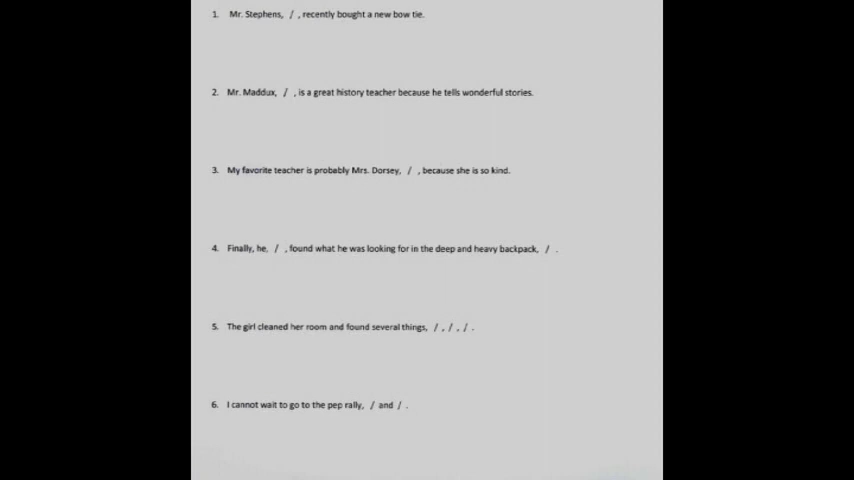 1. Mr. Stephens, / , recently bought a new bow tie.
2. Mr. Maddux, / , is a great history teacher because he tells wonderful stories.
3. My favorite teacher is probably Mrs. Dorsey, / , because she is so kind.
4. Finally, he, / , found what he was looking for in the deep and heavy backpack, / .
5. The girl cleaned her room and found several things, / , / , / .
6. I cannot wait to go to the pep rally, / and / .